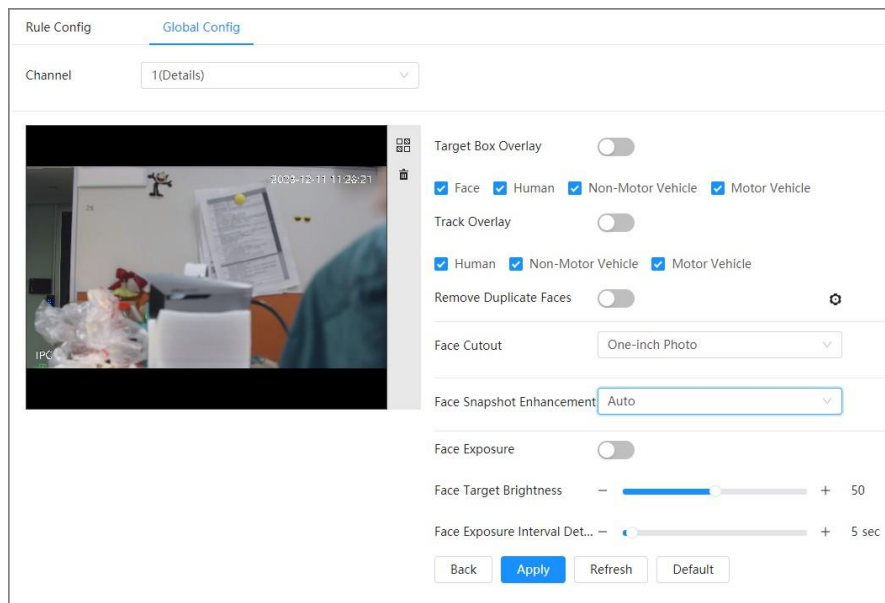 Rule Config Global Config
Channel 1(Details)
2023-12-11 11:28:21
IPC
Target Box Overlay
Face Human Non-Motor Vehicle Motor Vehicle
Track Overlay
Human Non-Motor Vehicle Motor Vehicle
Remove Duplicate Faces
Face Cutout One-inch Photo
Face Snapshot Enhancement Auto
Face Exposure
Face Target Brightness − + 50
Face Exposure Interval Det... − + 5 sec
Back Apply Refresh Default